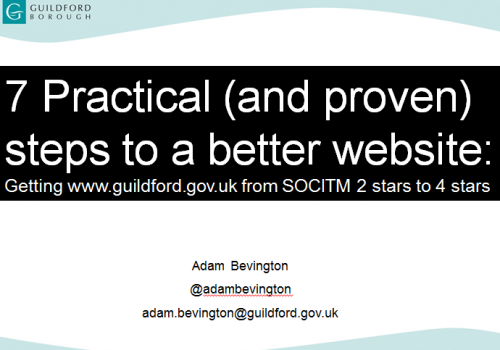 GUILDFORD
BOROUGH
7 Practical (and proven)
steps to a better website:
Getting www.guildford.gov.uk from SOCITM 2 stars to 4 stars
Adam Bevington
@adambevington
adam.bevington@guildford.gov.uk